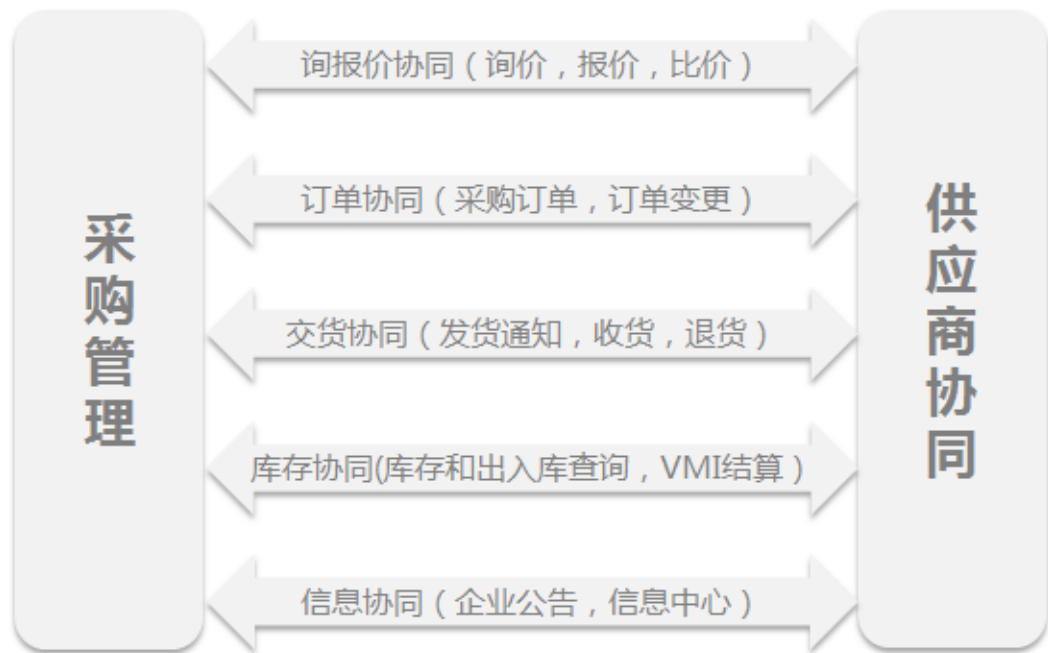 采购管理
询报价协同（询价，报价，比价）
订单协同（采购订单，订单变更）
交货协同（发货通知，收货，退货）
库存协同(库存和出入库查询，VMI结算）
信息协同（企业公告，信息中心）
供应商协同